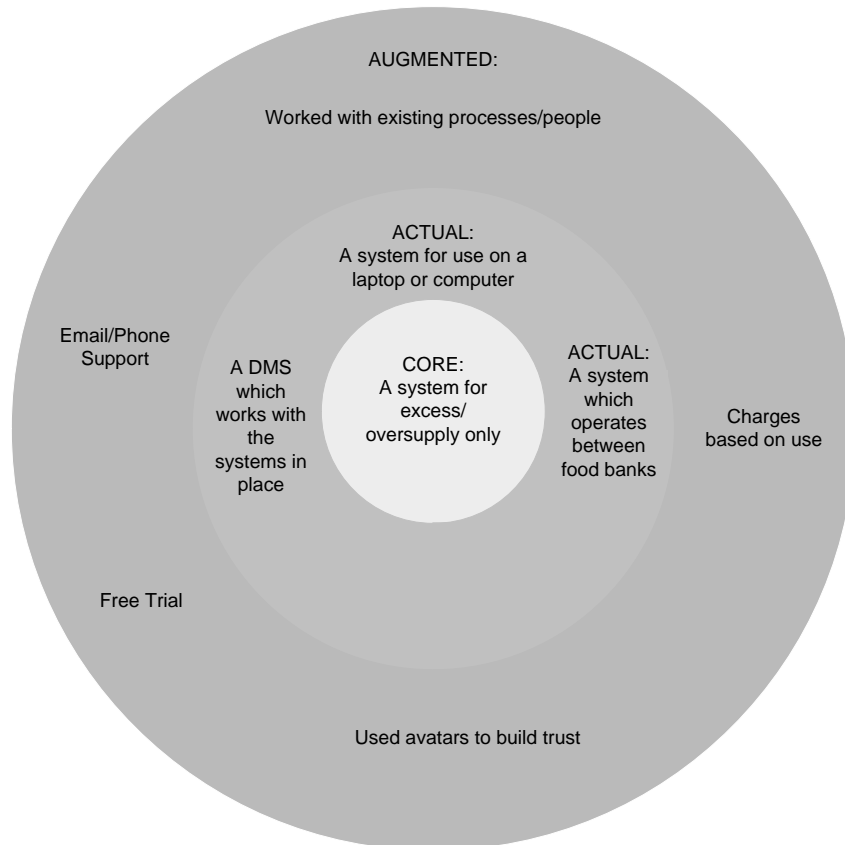 AUGMENTED:
Worked with existing processes/people
ACTUAL:
A system for use on a
laptop or computer
Email/Phone
Support
A DMS
which
works with
the
systems in
place
CORE:
A system for
excess/
oversupply only
ACTUAL:
A system
which
operates
between
food banks
Charges
based on use
Free Trial
Used avatars to build trust